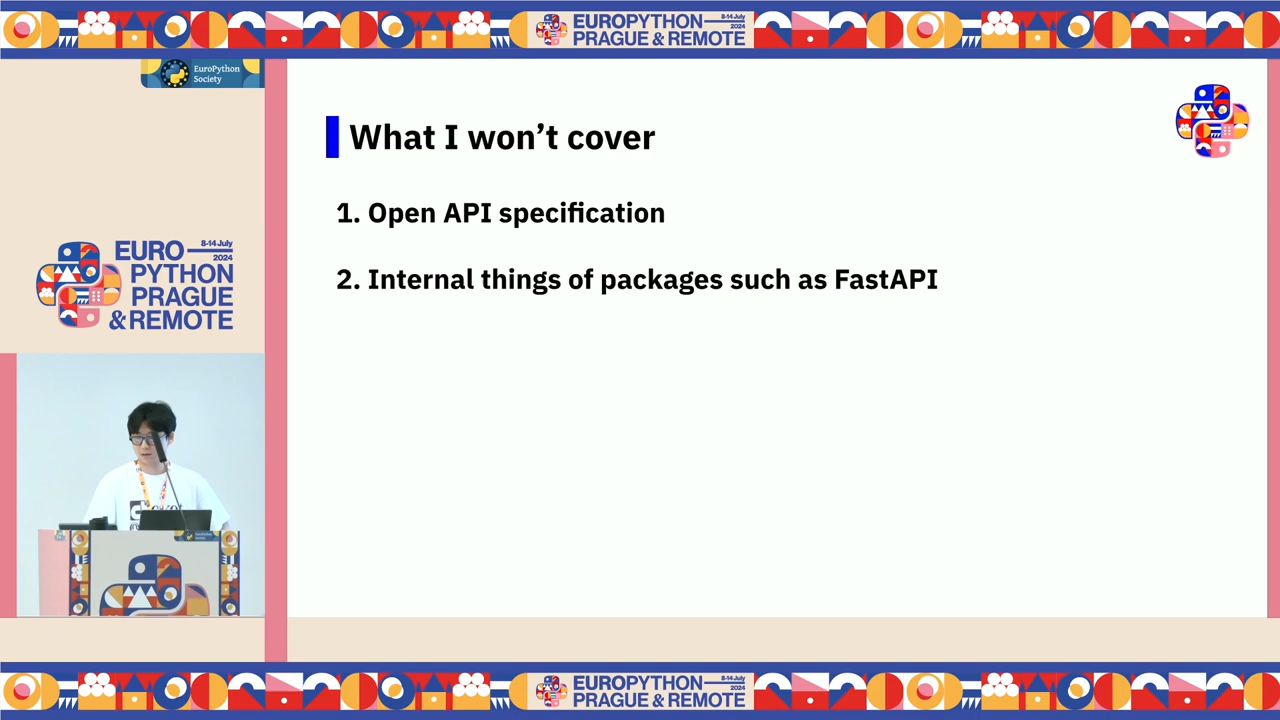 EUROPYTHON
8-14 July
2024
PRAGUE & REMOTE
EuroPython
Society
What I won't cover
1. Open API specification
2. Internal things of packages such as FastAPI
EURO
8-14 July
2024
PYTHON
PRAGUE
& REMOTE
EUROPYTHON
8-14 July
2024
PRAGUE & REMOTE